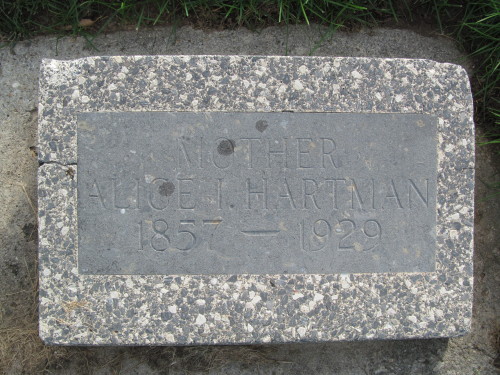 MOTHER
ALICE I. HARTMAN
1857 — 1929